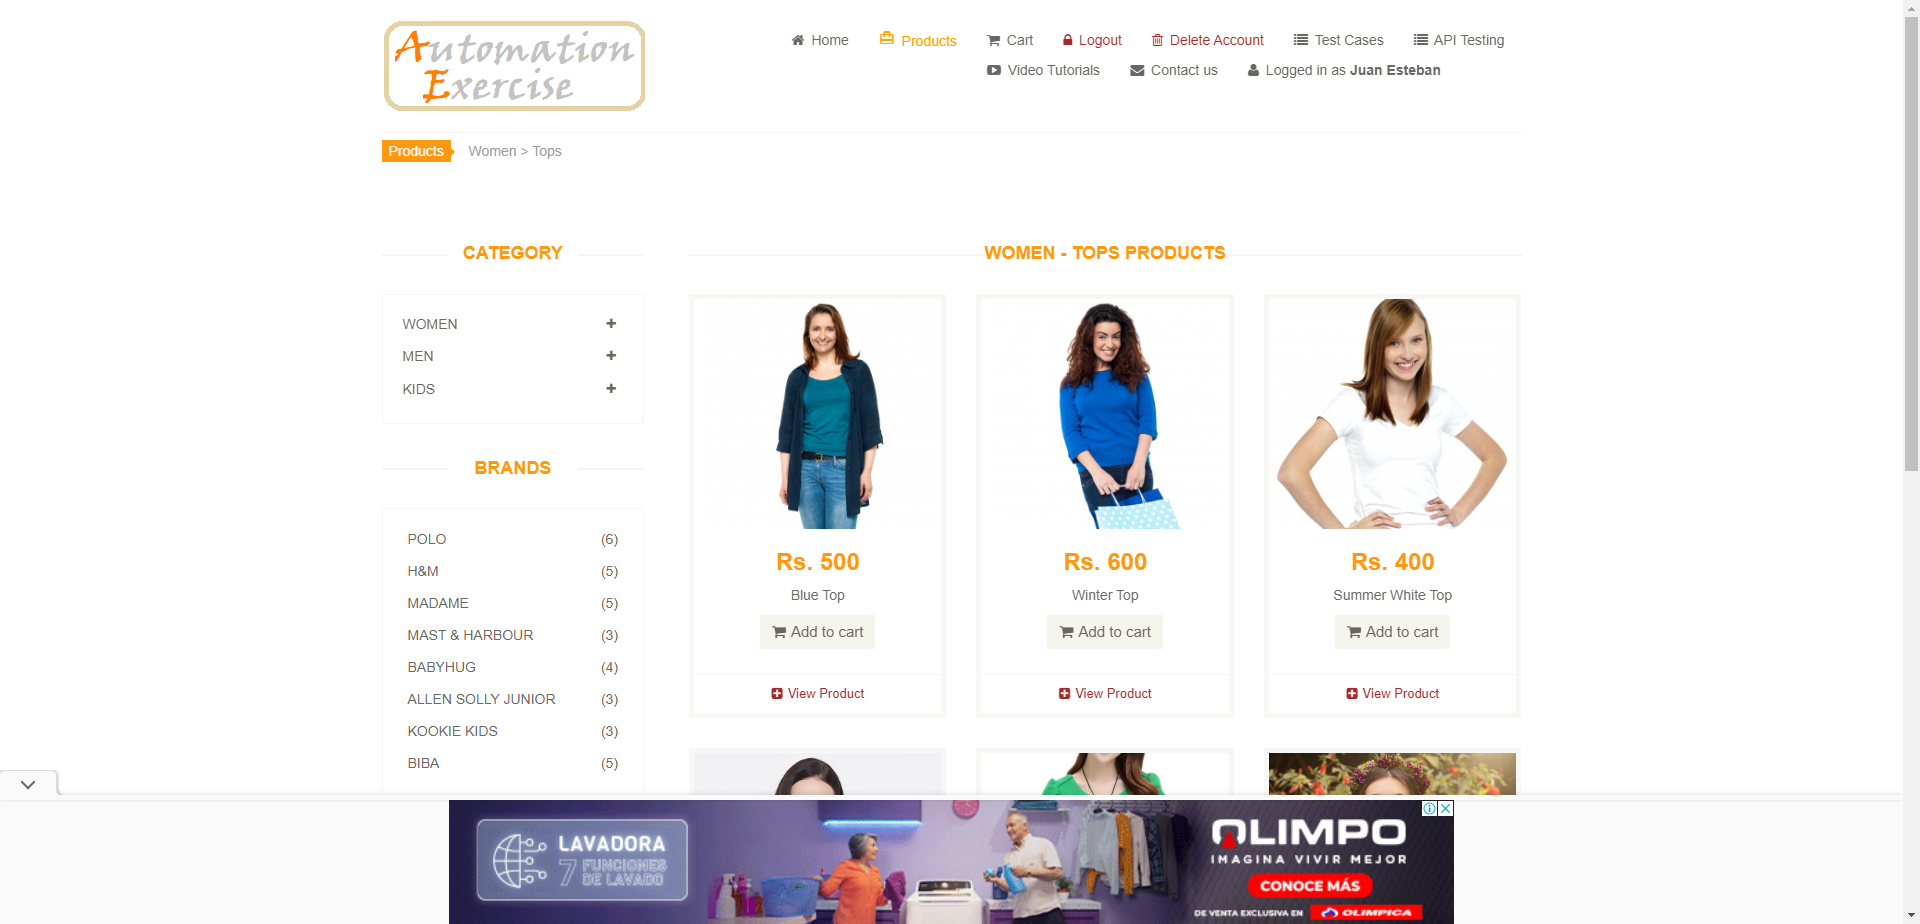 Automation
Exercise
Home
Products
Cart
Logout
Delete Account
Test Cases
API Testing
Video Tutorials
Contact us
Logged in as Juan Esteban
Products
Women > Tops
CATEGORY
WOMEN
MEN
KIDS
BRANDS
POLO (6)
H&M (5)
MADAME (5)
MAST & HARBOUR (3)
BABYHUG (4)
ALLEN SOLLY JUNIOR (3)
KOOKIE KIDS (3)
BIBA (5)
WOMEN - TOPS PRODUCTS
Rs. 500
Blue Top
Add to cart
View Product
Rs. 600
Winter Top
Add to cart
View Product
Rs. 400
Summer White Top
Add to cart
View Product
LAVADORA
7 FUNCIONES
DE LAVADO
OLIMPO
IMAGINA VIVIR MEJOR
CONOCE MÁS
DE VENTA EXCLUSIVA EN OLIMPICA